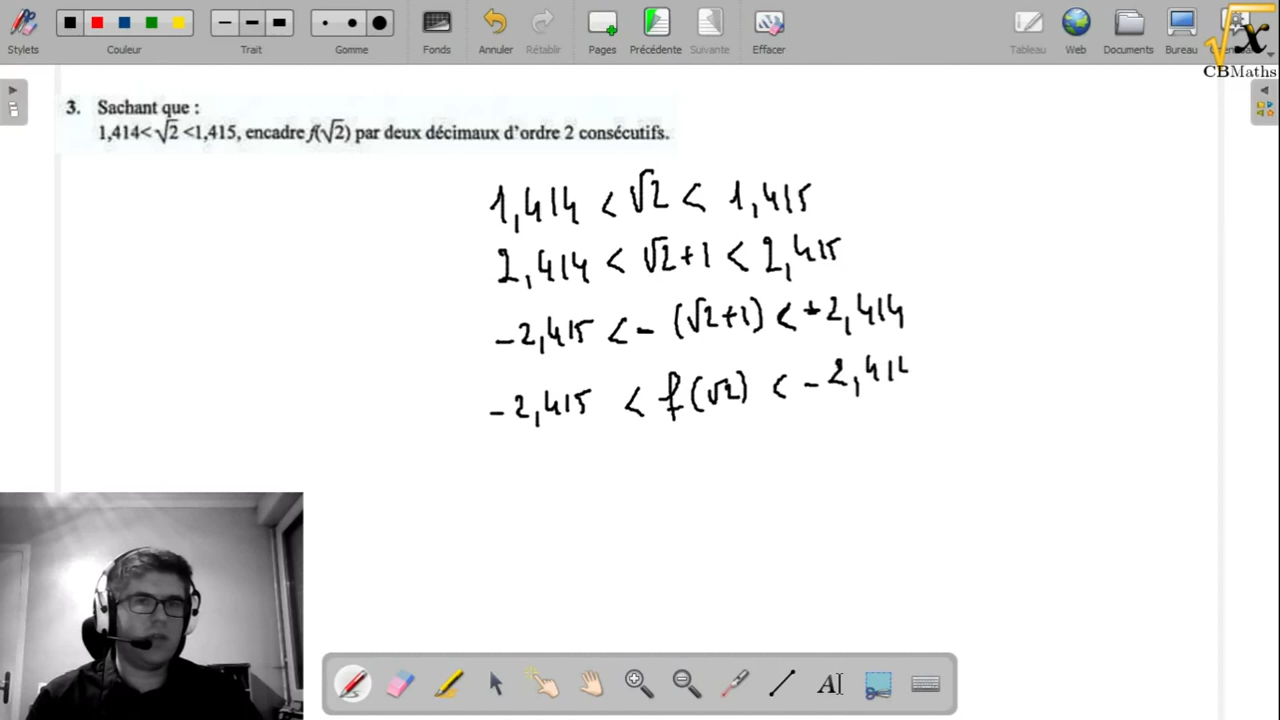 Stylets Couleur Trait Gomme Fonds Annuler Rétablir Pages Précédente Suivante Effacer Tableau Web Documents Bureau
CBMaths
3. Sachant que :
1,414<√2 <1,415, encadre f(√2) par deux décimaux d'ordre 2 consécutifs.
1,414 < √2 < 1,415
2,414 < √2+1 < 2,415
-2,415 < - (√2+1) < -2,414
-2,415 < f(√2) < -2,414